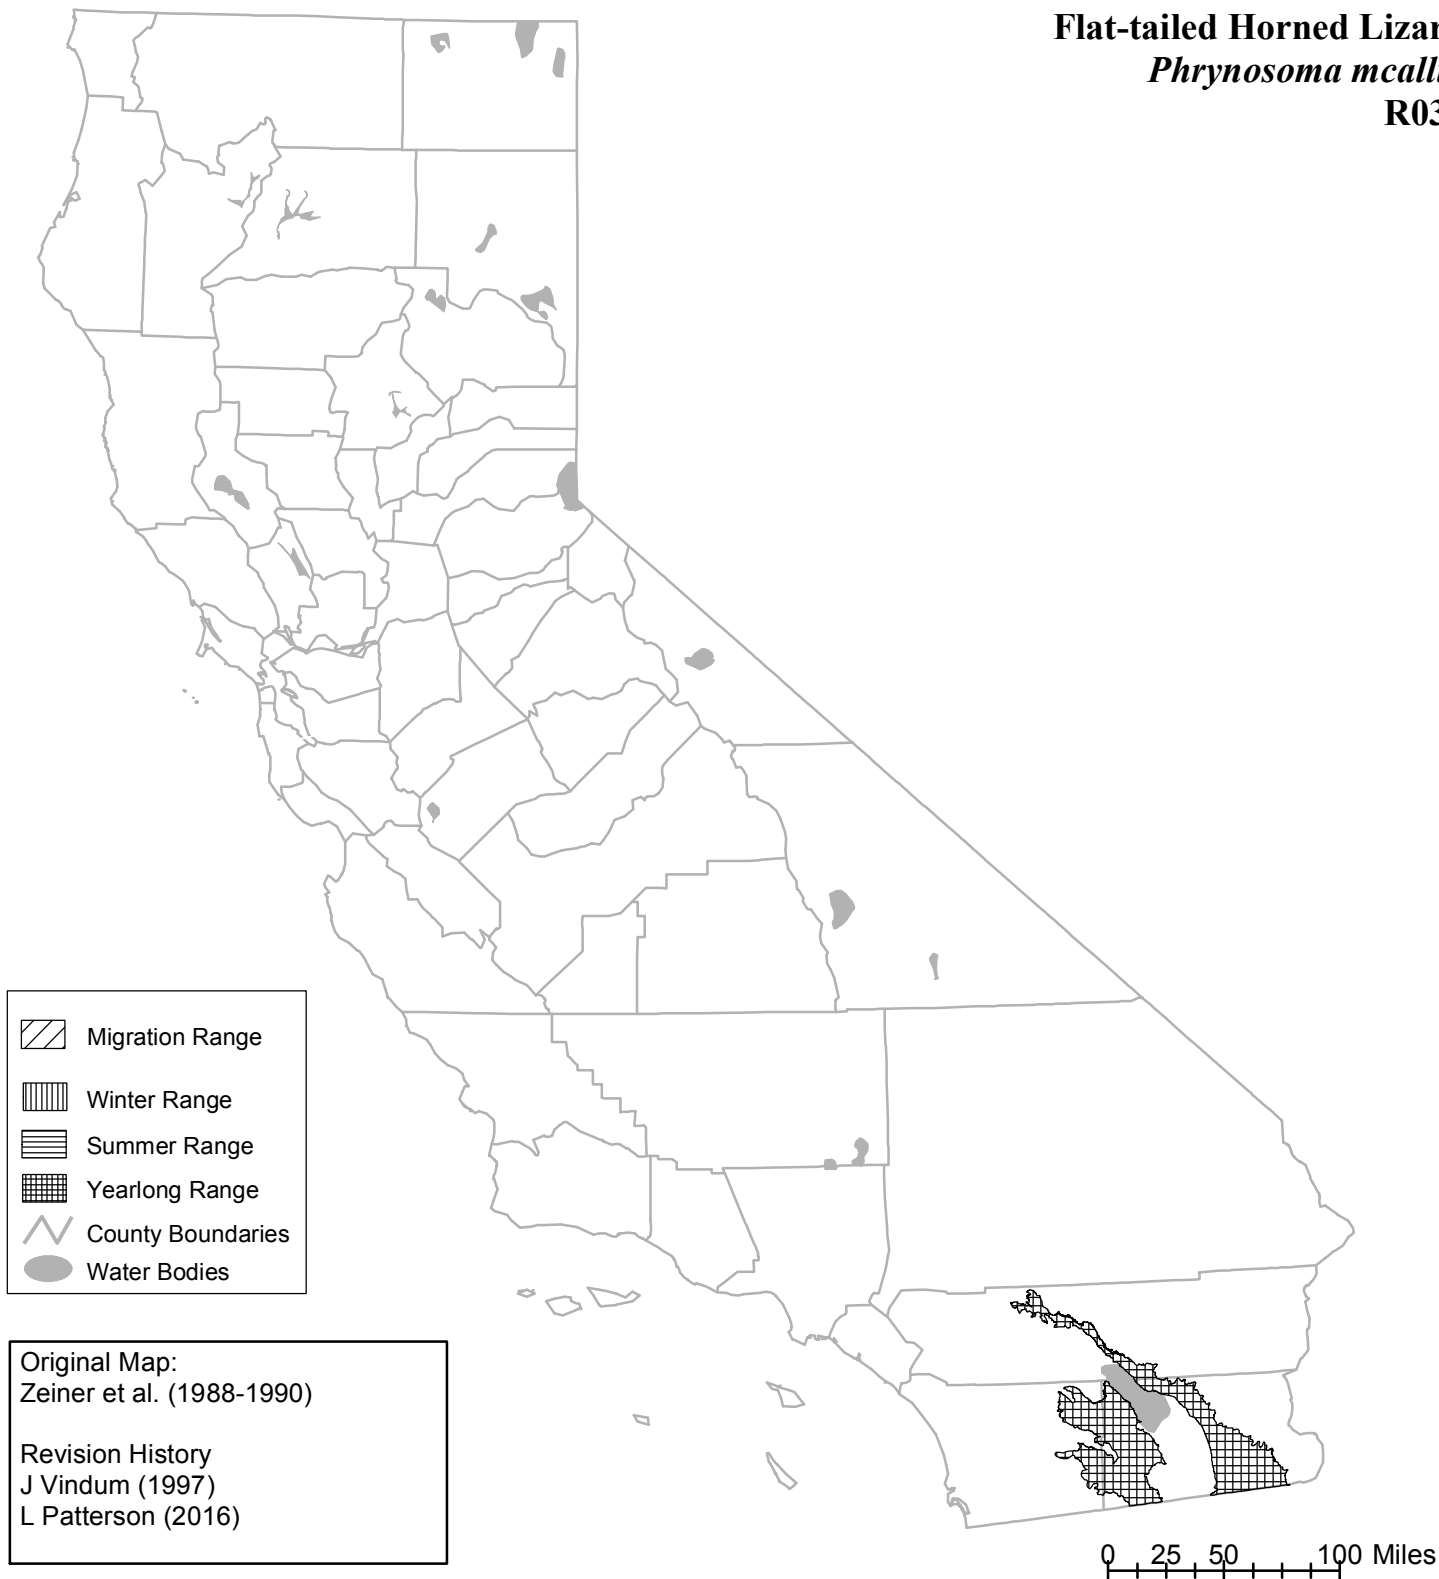 Flat-tailed Horned Lizar
Phrynosoma mcall
R03
Migration Range
Winter Range
Summer Range
Yearlong Range
County Boundaries
Water Bodies
Original Map:
Zeiner et al. (1988-1990)
Revision History
J Vindum (1997)
L Patterson (2016)
0 25 50 100 Miles